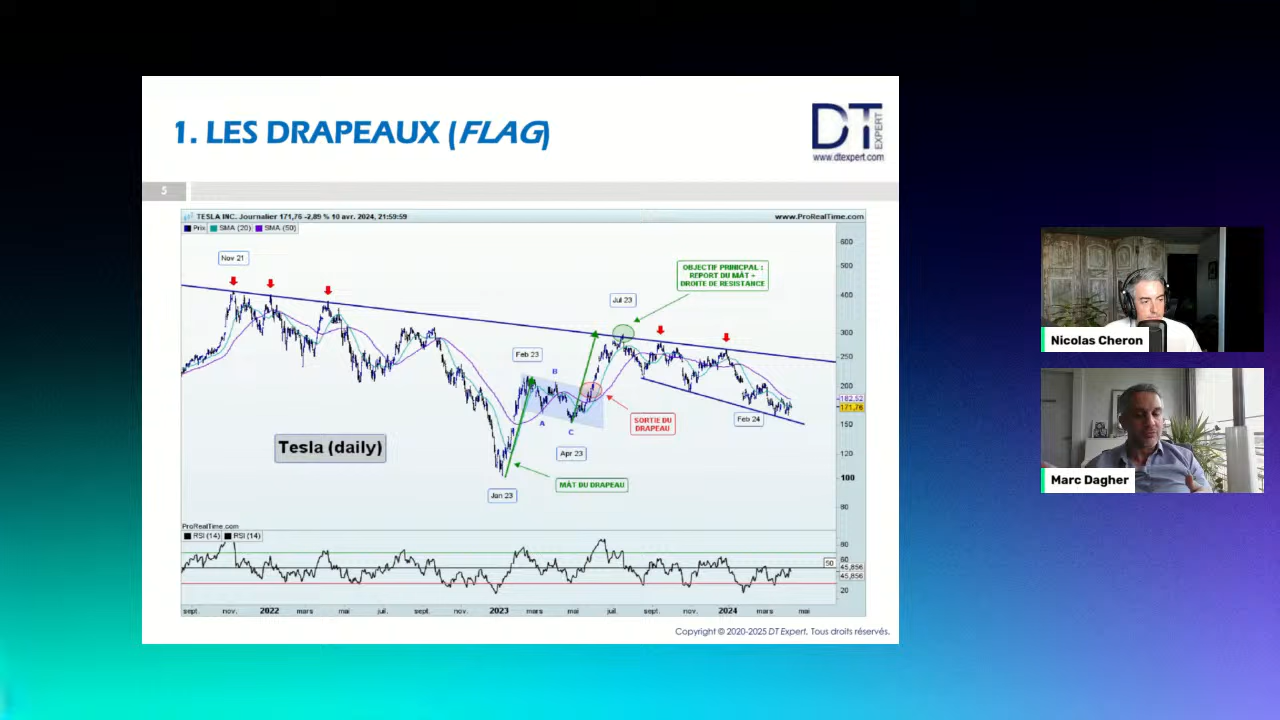 1. LES DRAPEAUX (FLAG)
DT
EXPERT
www.dtexpert.com
5
TESLA INC. Journalier 171,76 -2,89 % 10 avr. 2024, 21:59:59
www.ProRealTime.com
Prix SMA (20) SMA (50)
Nov 21
OBJECTIF PRINICPAL :
REPORT DU MÂT +
DROITE DE RESISTANCE
Jul 23
Feb 23
B
A
C
SORTIE DU
DRAPEAU
Feb 24
Tesla (daily)
Apr 23
MÂT DU DRAPEAU
Jan 23
600
500
400
300
250
200
182,52
171,76
150
120
100
80
ProRealTime.com
RSI (14) RSI (14)
80
60
50
45,856
45,856
20
sept. nov. 2022 mars mai juil. sept. nov. 2023 mars mai juil. sept. nov. 2024 mars mai
Copyright © 2020-2025 DT Expert. Tous droits réservés.
Nicolas Cheron
Marc Dagher